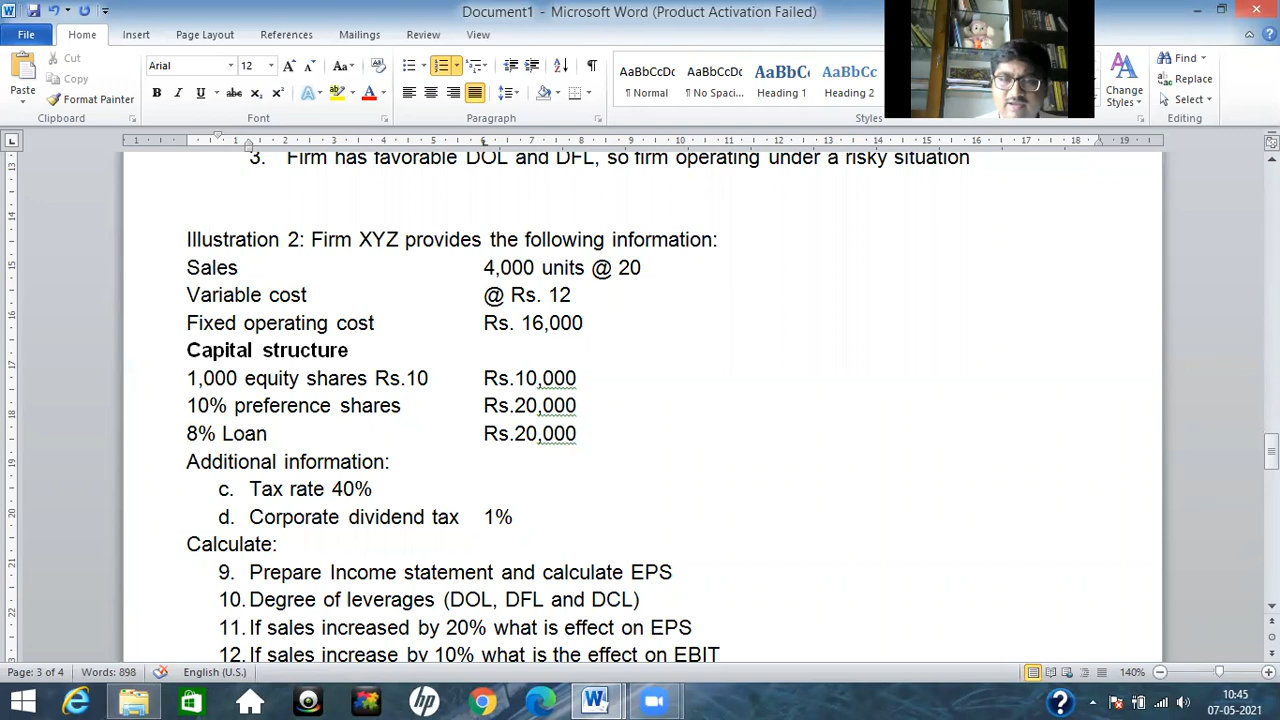 Document1 - Microsoft Word (Product Activation Failed)
File Home Insert Page Layout References Mailings Review View
Paste
Cut
Copy
Format Painter
Clipboard
Arial 12
Font
Paragraph
AaBbCcDc AaBbCcDc AaBbC AaBbCc
¶ Normal ¶ No Spaci... Heading 1 Heading 2
Styles
Change Styles
Find
Replace
Select
Editing
3. Firm has favorable DOL and DFL, so firm operating under a risky situation
Illustration 2: Firm XYZ provides the following information:
Sales 4,000 units @ 20
Variable cost @ Rs. 12
Fixed operating cost Rs. 16,000
Capital structure
1,000 equity shares Rs.10 Rs.10,000
10% preference shares Rs.20,000
8% Loan Rs.20,000
Additional information:
c. Tax rate 40%
d. Corporate dividend tax 1%
Calculate:
9. Prepare Income statement and calculate EPS
10. Degree of leverages (DOL, DFL and DCL)
11. If sales increased by 20% what is effect on EPS
12. If sales increase by 10% what is the effect on EBIT
Page: 3 of 4 Words: 898 English (U.S.) 140%
10:45
07-05-2021